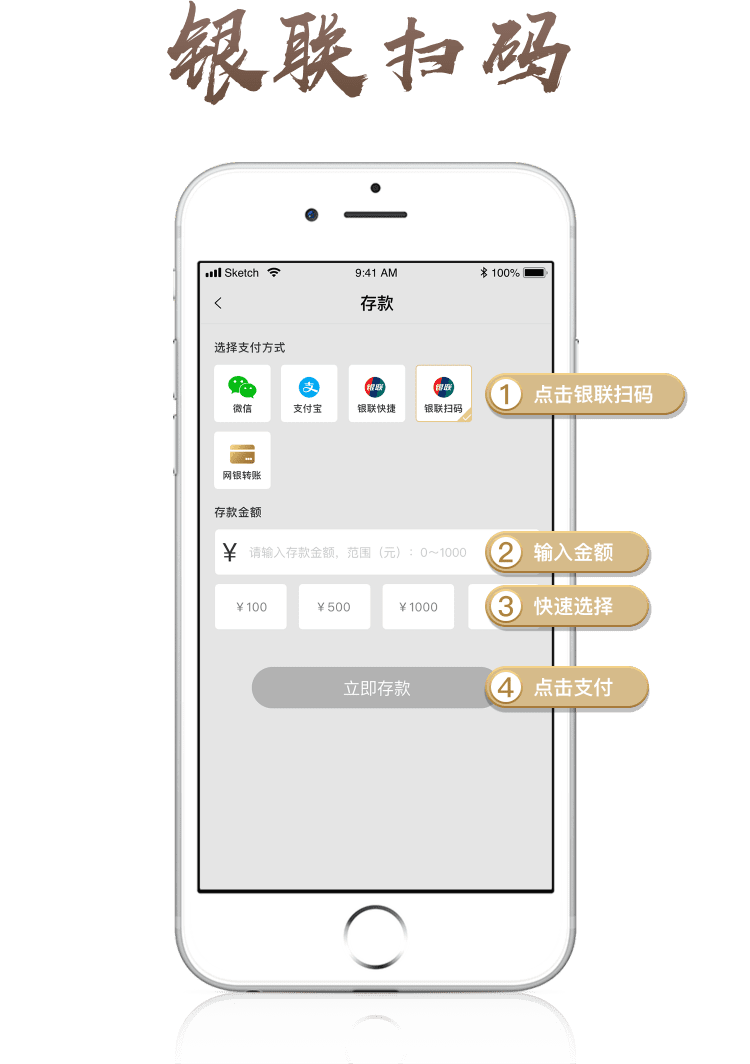 银联扫码
Sketch 9:41 AM 100%
存款
选择支付方式
微信 支付宝 银联快捷 银联扫码
1 点击银联扫码
网银转账
存款金额
¥ 请输入存款金额，范围（元）：0～1000
2 输入金额
¥100 ¥500 ¥1000
3 快速选择
立即存款
4 点击支付